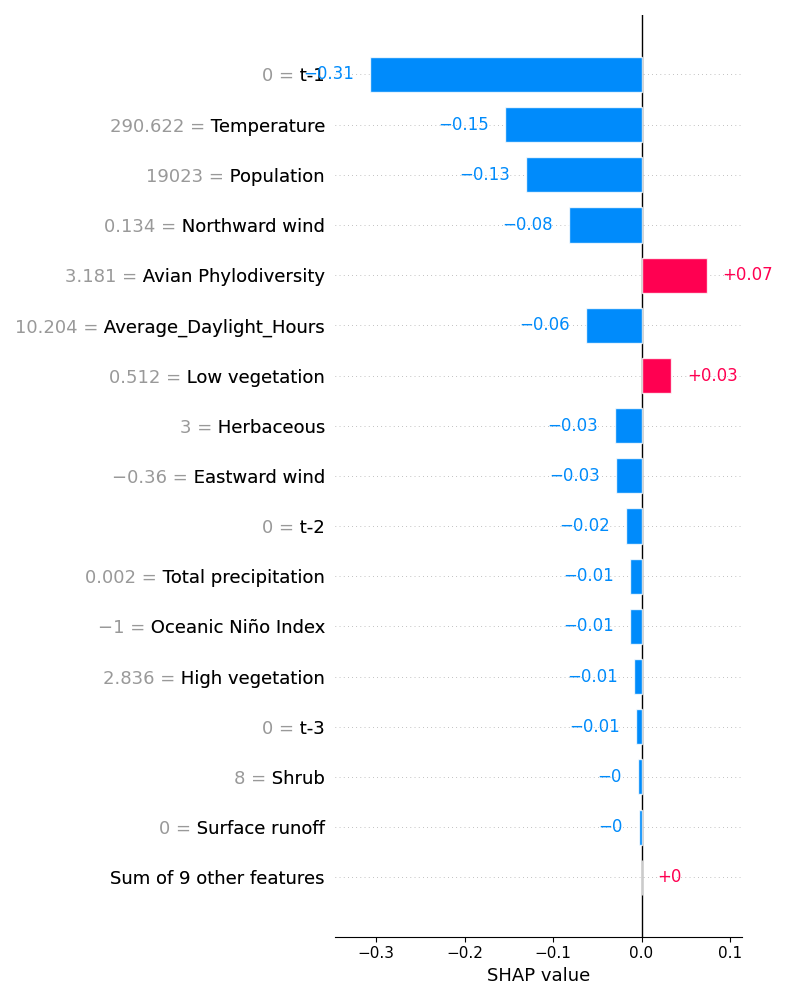 0 = t-1 −0.31
290.622 = Temperature −0.15
19023 = Population −0.13
0.134 = Northward wind −0.08
3.181 = Avian Phylodiversity +0.07
10.204 = Average_Daylight_Hours −0.06
0.512 = Low vegetation +0.03
3 = Herbaceous −0.03
−0.36 = Eastward wind −0.03
0 = t-2 −0.02
0.002 = Total precipitation −0.01
−1 = Oceanic Niño Index −0.01
2.836 = High vegetation −0.01
0 = t-3 −0.01
8 = Shrub −0
0 = Surface runoff −0
Sum of 9 other features +0
−0.3 −0.2 −0.1 0.0 0.1
SHAP value